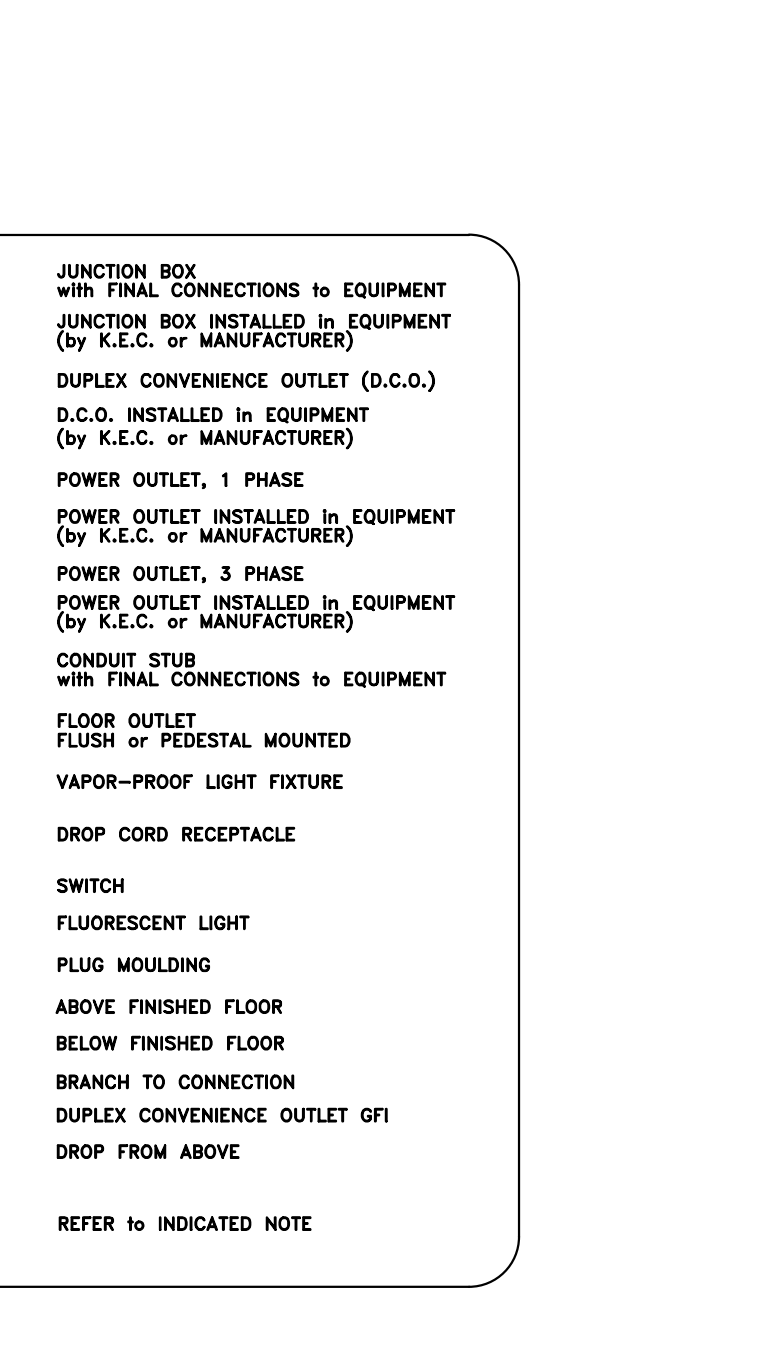 JUNCTION BOX
with FINAL CONNECTIONS to EQUIPMENT
JUNCTION BOX INSTALLED in EQUIPMENT
(by K.E.C. or MANUFACTURER)
DUPLEX CONVENIENCE OUTLET (D.C.O.)
D.C.O. INSTALLED in EQUIPMENT
(by K.E.C. or MANUFACTURER)
POWER OUTLET, 1 PHASE
POWER OUTLET INSTALLED in EQUIPMENT
(by K.E.C. or MANUFACTURER)
POWER OUTLET, 3 PHASE
POWER OUTLET INSTALLED in EQUIPMENT
(by K.E.C. or MANUFACTURER)
CONDUIT STUB
with FINAL CONNECTIONS to EQUIPMENT
FLOOR OUTLET
FLUSH or PEDESTAL MOUNTED
VAPOR-PROOF LIGHT FIXTURE
DROP CORD RECEPTACLE
SWITCH
FLUORESCENT LIGHT
PLUG MOULDING
ABOVE FINISHED FLOOR
BELOW FINISHED FLOOR
BRANCH TO CONNECTION
DUPLEX CONVENIENCE OUTLET GFI
DROP FROM ABOVE
REFER to INDICATED NOTE